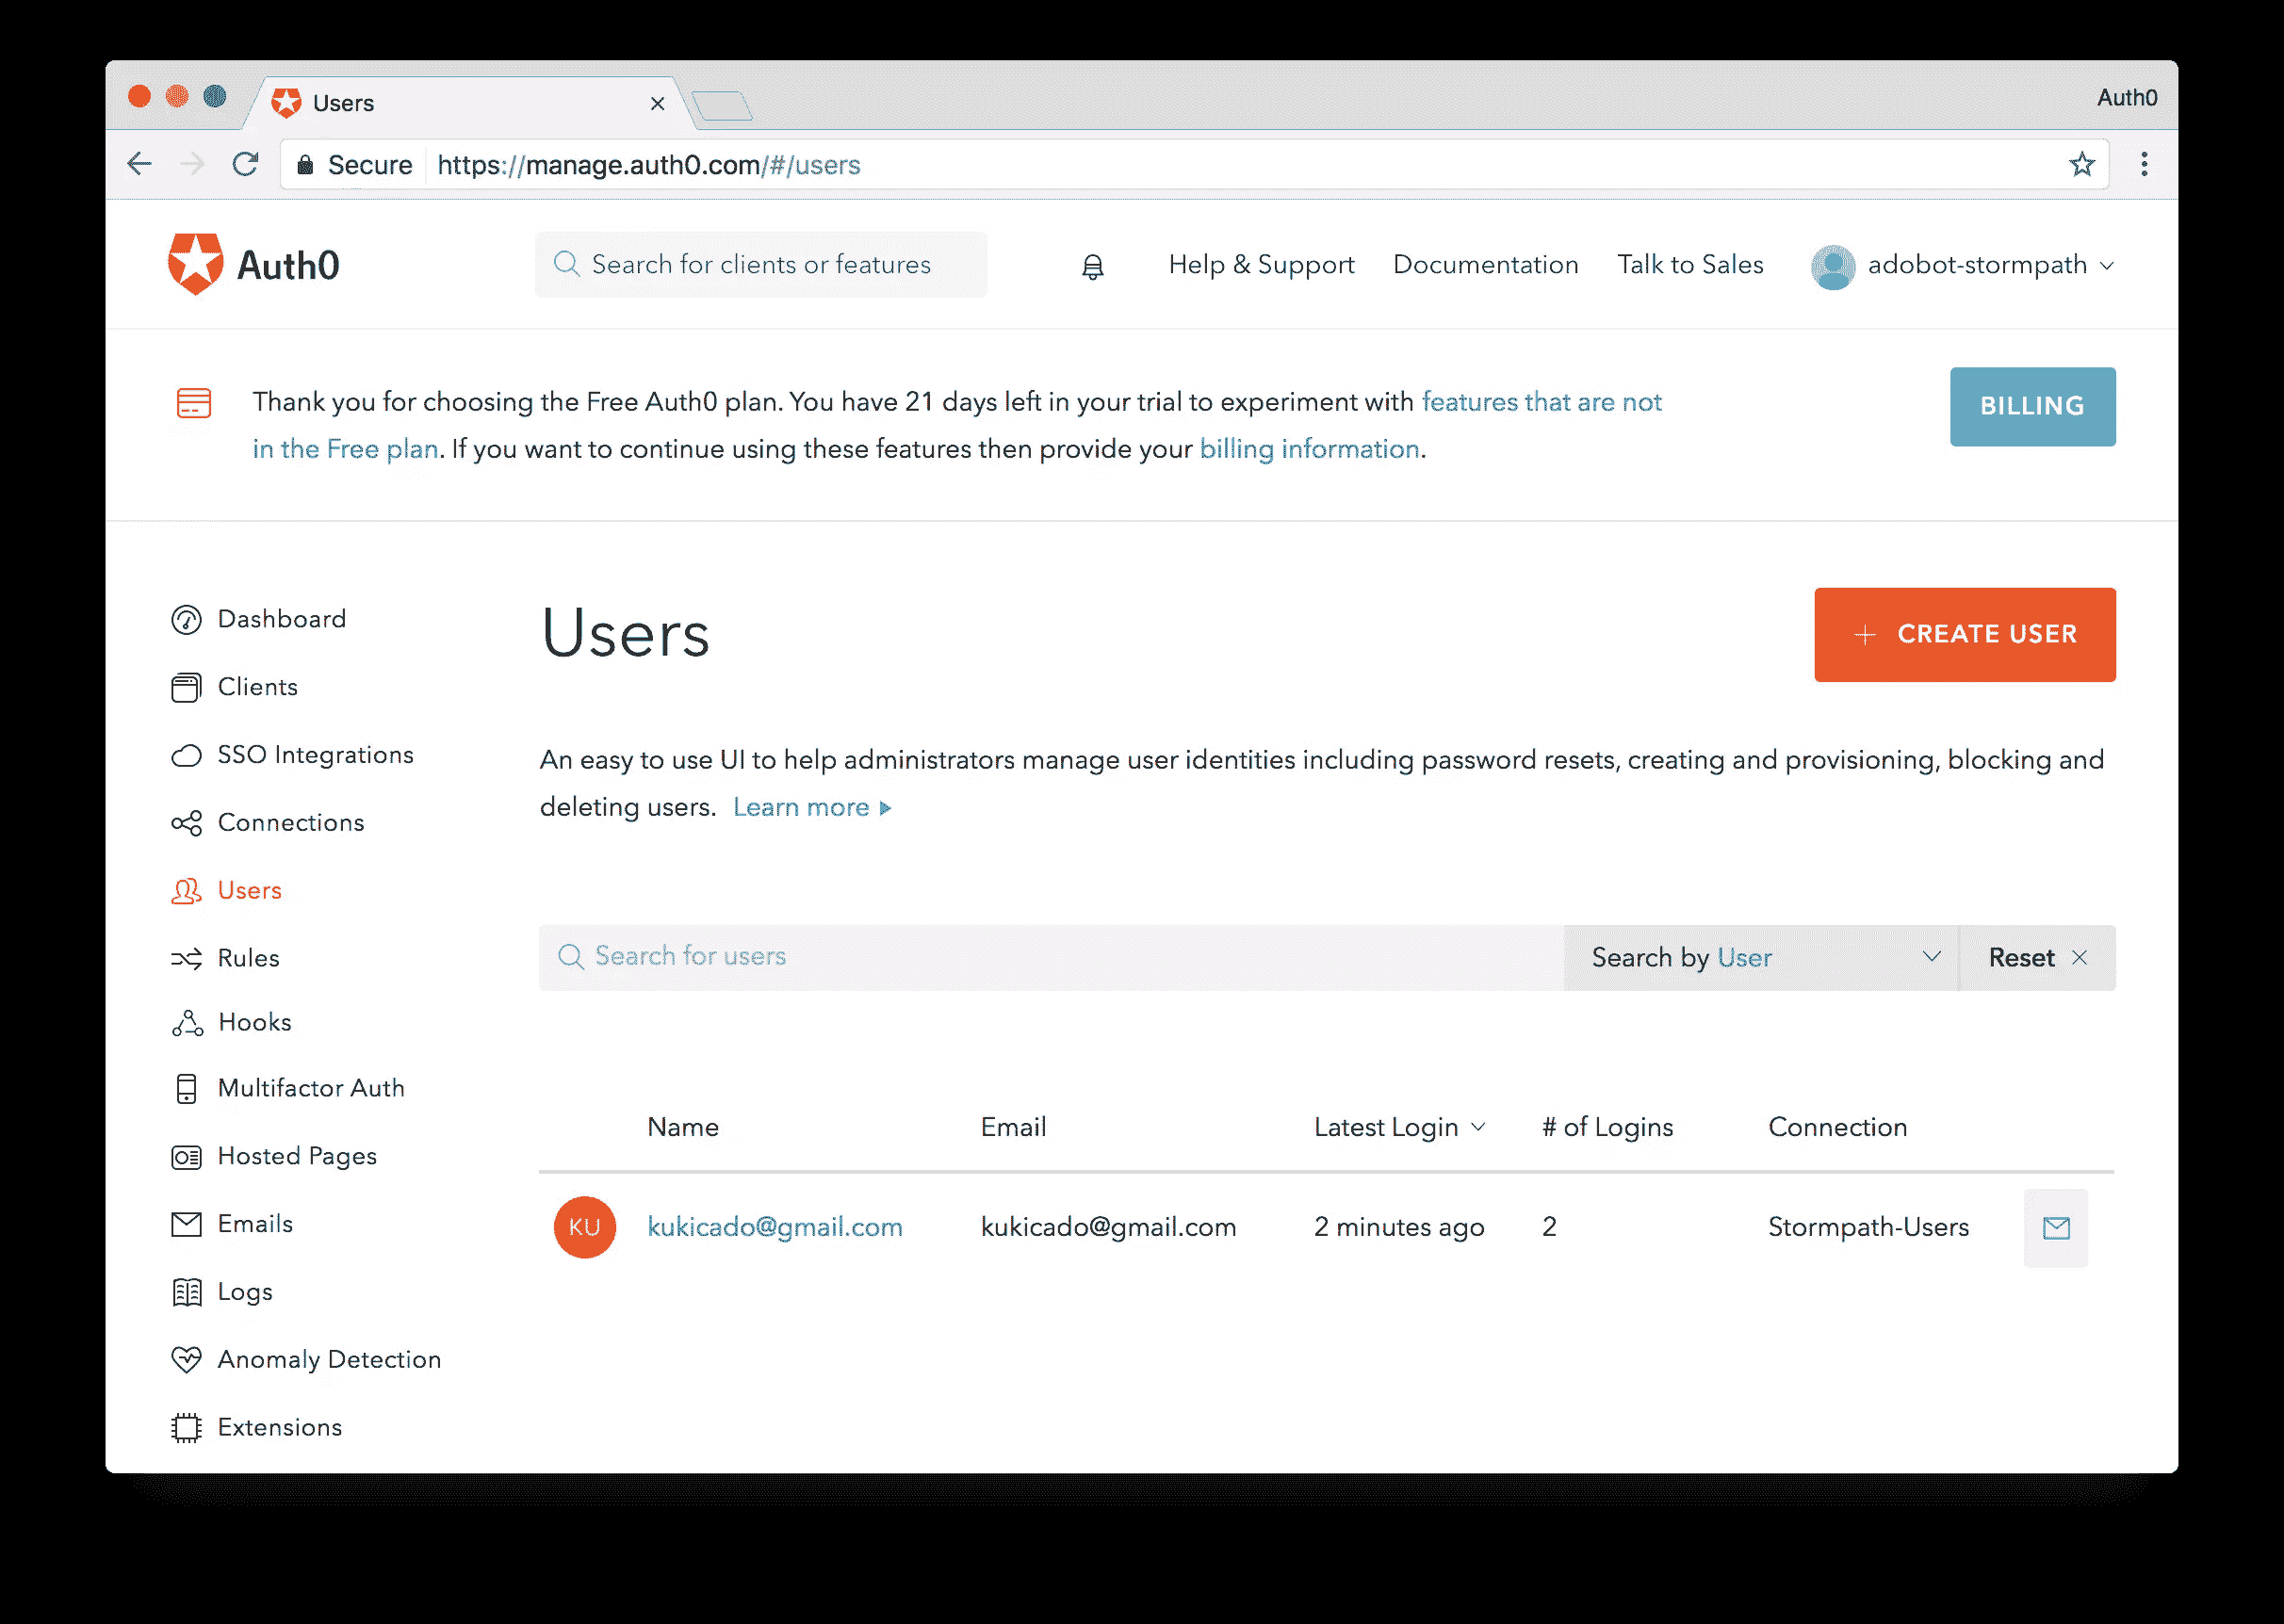 Users
Auth0
Secure https://manage.auth0.com/#/users
Auth0
Search for clients or features
Help & Support
Documentation
Talk to Sales
adobot-stormpath
Thank you for choosing the Free Auth0 plan. You have 21 days left in your trial to experiment with features that are not
in the Free plan. If you want to continue using these features then provide your billing information.
BILLING
Dashboard
Clients
SSO Integrations
Connections
Users
Rules
Hooks
Multifactor Auth
Hosted Pages
Emails
Logs
Anomaly Detection
Extensions
Users
+ CREATE USER
An easy to use UI to help administrators manage user identities including password resets, creating and provisioning, blocking and
deleting users. Learn more
Search for users
Search by User
Reset
Name Email Latest Login # of Logins Connection
KU kukicado@gmail.com kukicado@gmail.com 2 minutes ago 2 Stormpath-Users